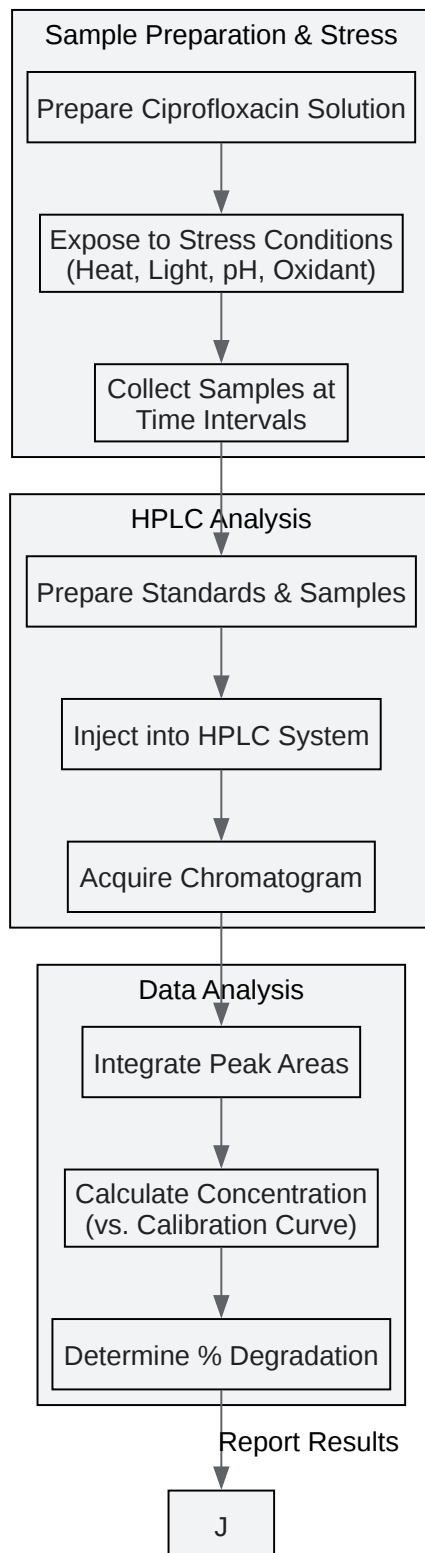 Sample Preparation & Stress
Prepare Ciprofloxacin Solution
Expose to Stress Conditions
(Heat, Light, pH, Oxidant)
Collect Samples at
Time Intervals
HPLC Analysis
Prepare Standards & Samples
Inject into HPLC System
Acquire Chromatogram
Data Analysis
Integrate Peak Areas
Calculate Concentration
(vs. Calibration Curve)
Determine % Degradation
Report Results
J